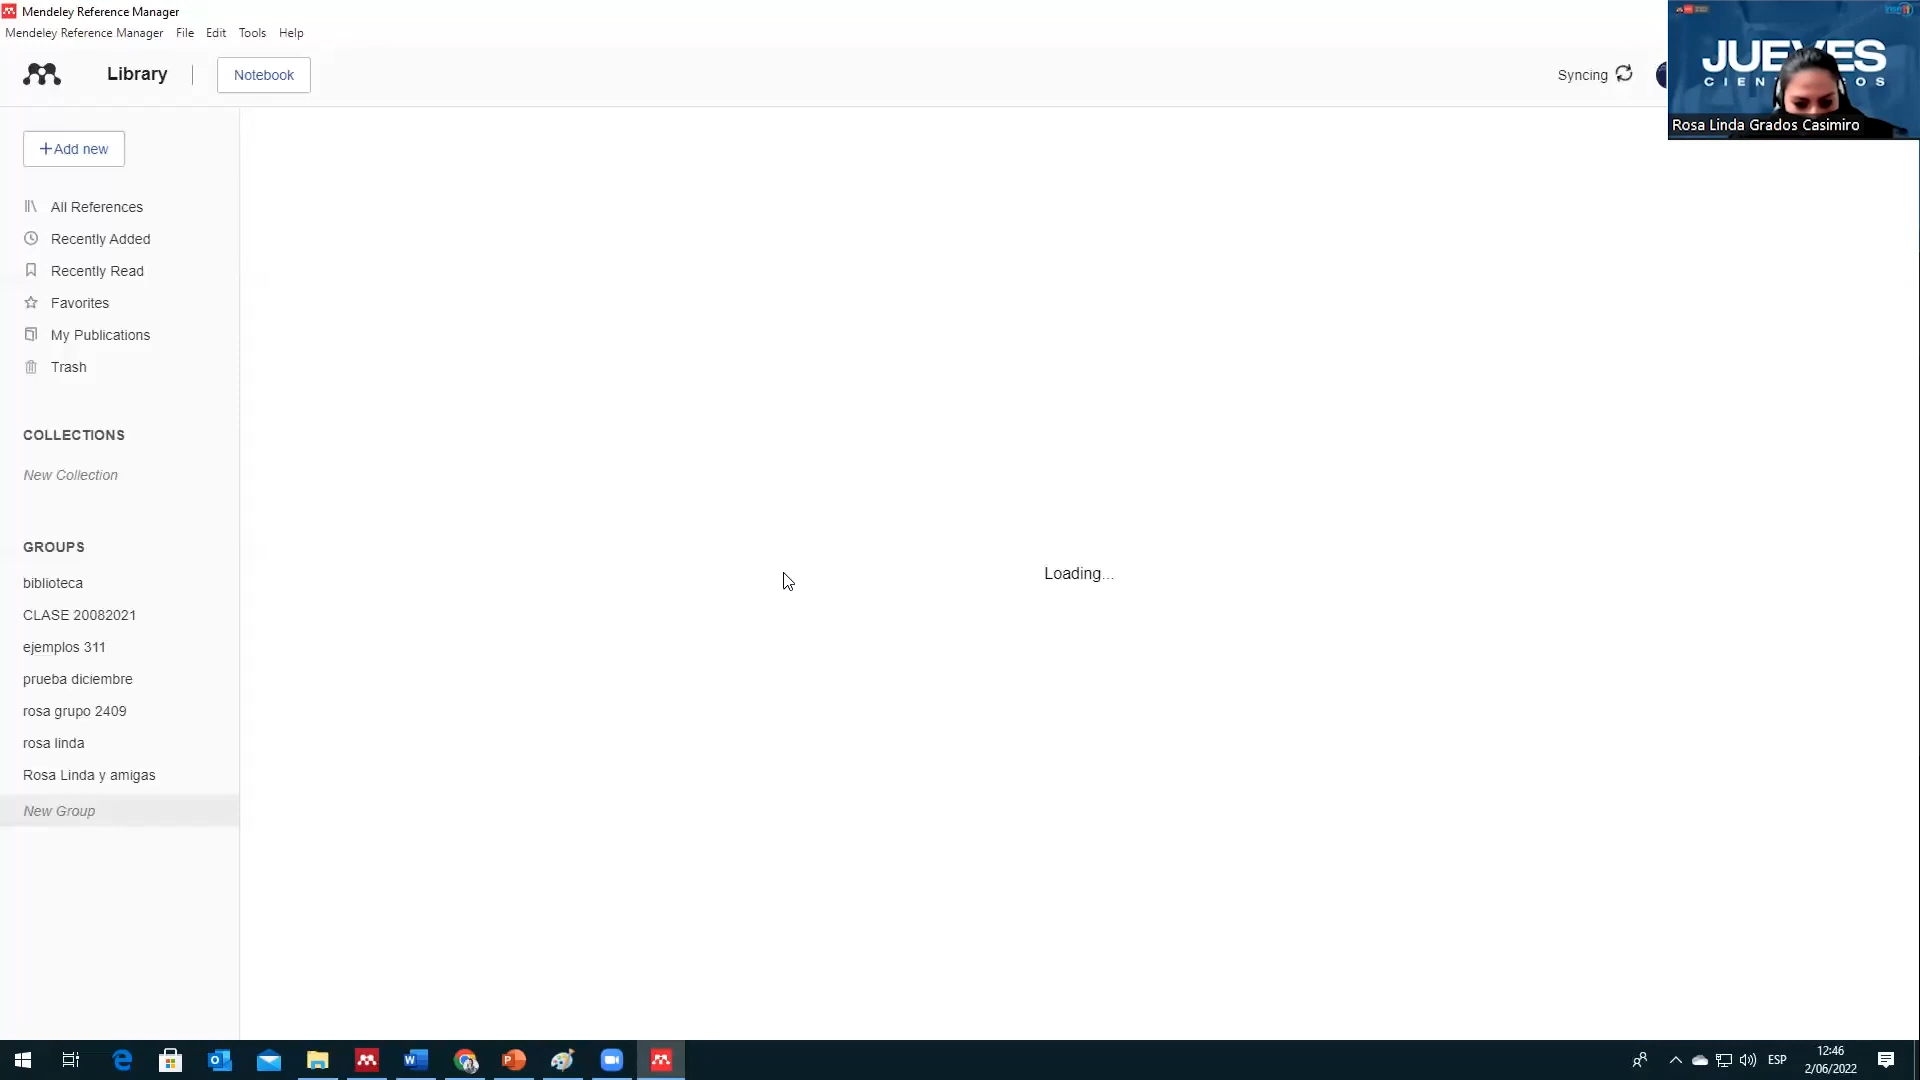 Mendeley Reference Manager
Mendeley Reference Manager File Edit Tools Help
Library
Notebook
Syncing
JUEVES
Rosa Linda Grados Casimiro
+Add new
All References
Recently Added
Recently Read
Favorites
My Publications
Trash
COLLECTIONS
New Collection
GROUPS
biblioteca
CLASE 20082021
ejemplos 311
prueba diciembre
rosa grupo 2409
rosa linda
Rosa Linda y amigas
New Group
Loading...
ESP
12:46
2/06/2022